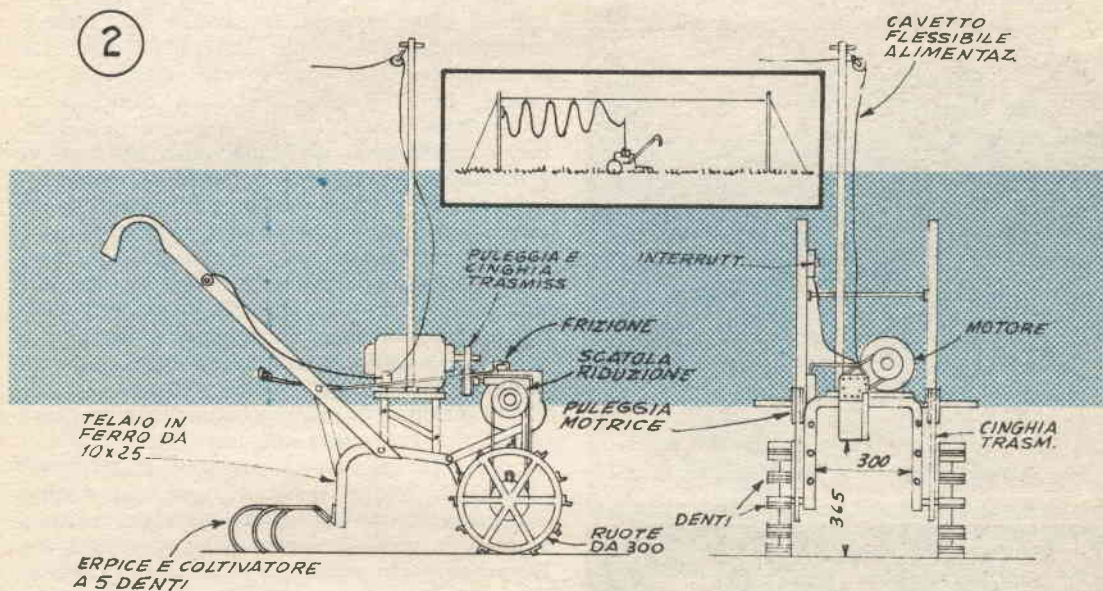 2
CAVETTO
FLESSIBILE
ALIMENTAZ.
PULEGGIA E
CINGHIA
TRASMISS
INTERRUTT.
FRIZIONE
MOTORE
SCATOLA
RIDUZIONE
TELAIO IN
FERRO DA
10x25
PULEGGIA
MOTRICE
CINGHIA
TRASM.
300
365
DENTI
RUOTE
DA 300
ERPICE E COLTIVATORE
A 5 DENTI